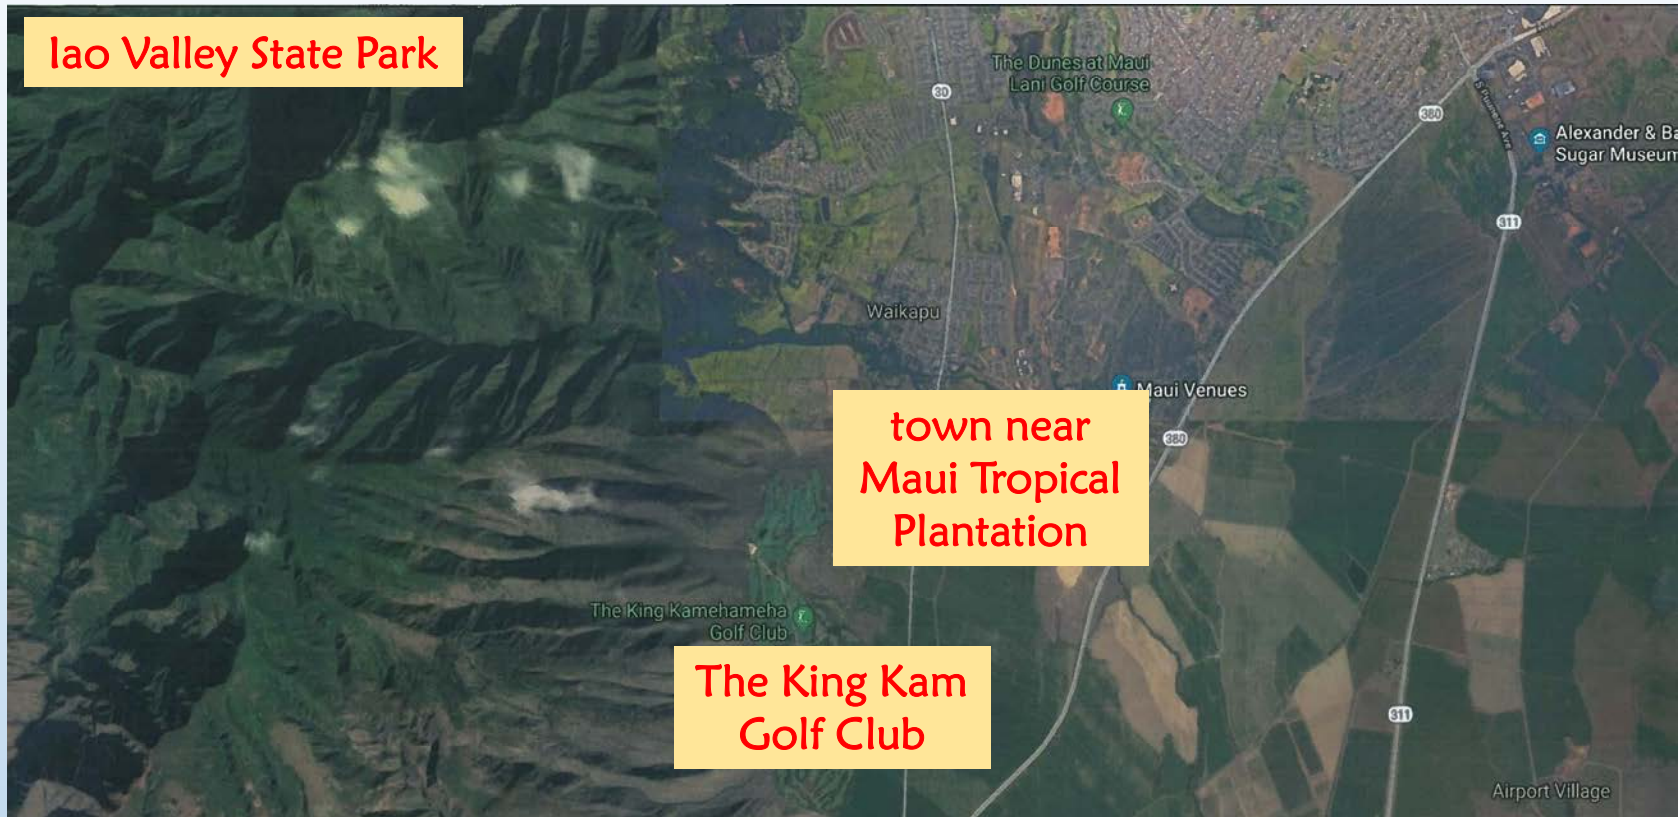 Iao Valley State Park
The Dunes at Maui
Lani Golf Course
30
380
S Puunene Ave
Alexander & Ba
Sugar Museum
311
Waikapu
Maui Venues
town near
Maui Tropical
Plantation
380
The King Kamehameha
Golf Club
The King Kam
Golf Club
311
Airport Village